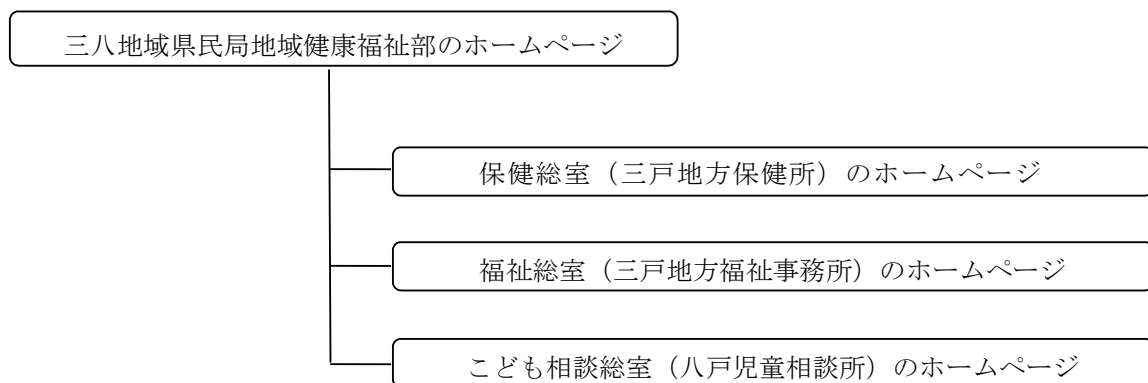 三八地域県民局地域健康福祉部のホームページ
保健総室（三戸地方保健所）のホームページ
福祉総室（三戸地方福祉事務所）のホームページ
こども相談総室（八戸児童相談所）のホームページ